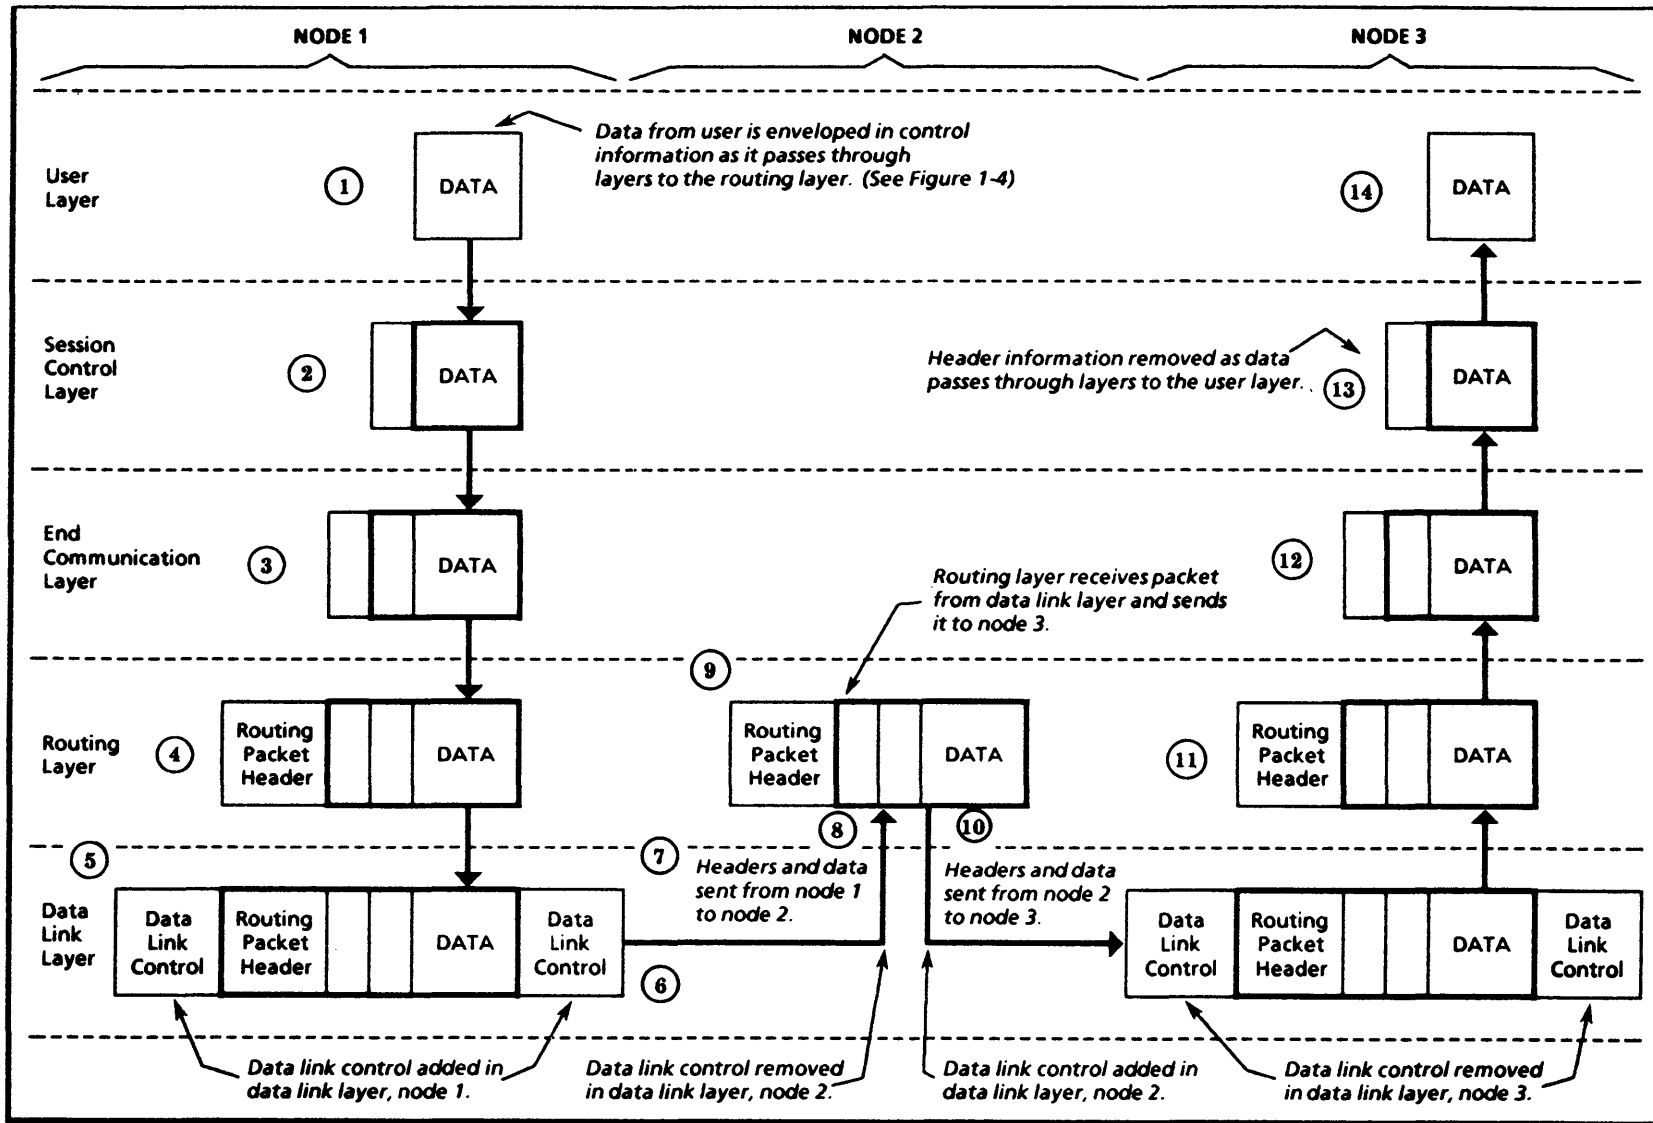 NODE 1
NODE 2
NODE 3
Data from user is enveloped in control
information as it passes through
layers to the routing layer. (See Figure 1-4)
User
Layer
1
DATA
14
DATA
Session
Control
Layer
2
DATA
Header information removed as data
passes through layers to the user layer.
13
DATA
End
Communication
Layer
3
DATA
Routing layer receives packet
from data link layer and sends
it to node 3.
12
DATA
9
Routing
Layer
4
Routing
Packet
Header
DATA
Routing
Packet
Header
DATA
11
Routing
Packet
Header
DATA
8
10
5
7
Headers and data
sent from node 1
to node 2.
Headers and data
sent from node 2
to node 3.
Data
Link
Layer
Data
Link
Control
Routing
Packet
Header
DATA
Data
Link
Control
6
Data
Link
Control
Routing
Packet
Header
DATA
Data
Link
Control
Data link control added in
data link layer, node 1.
Data link control removed
in data link layer, node 2.
Data link control added in
data link layer, node 2.
Data link control removed
in data link layer, node 3.